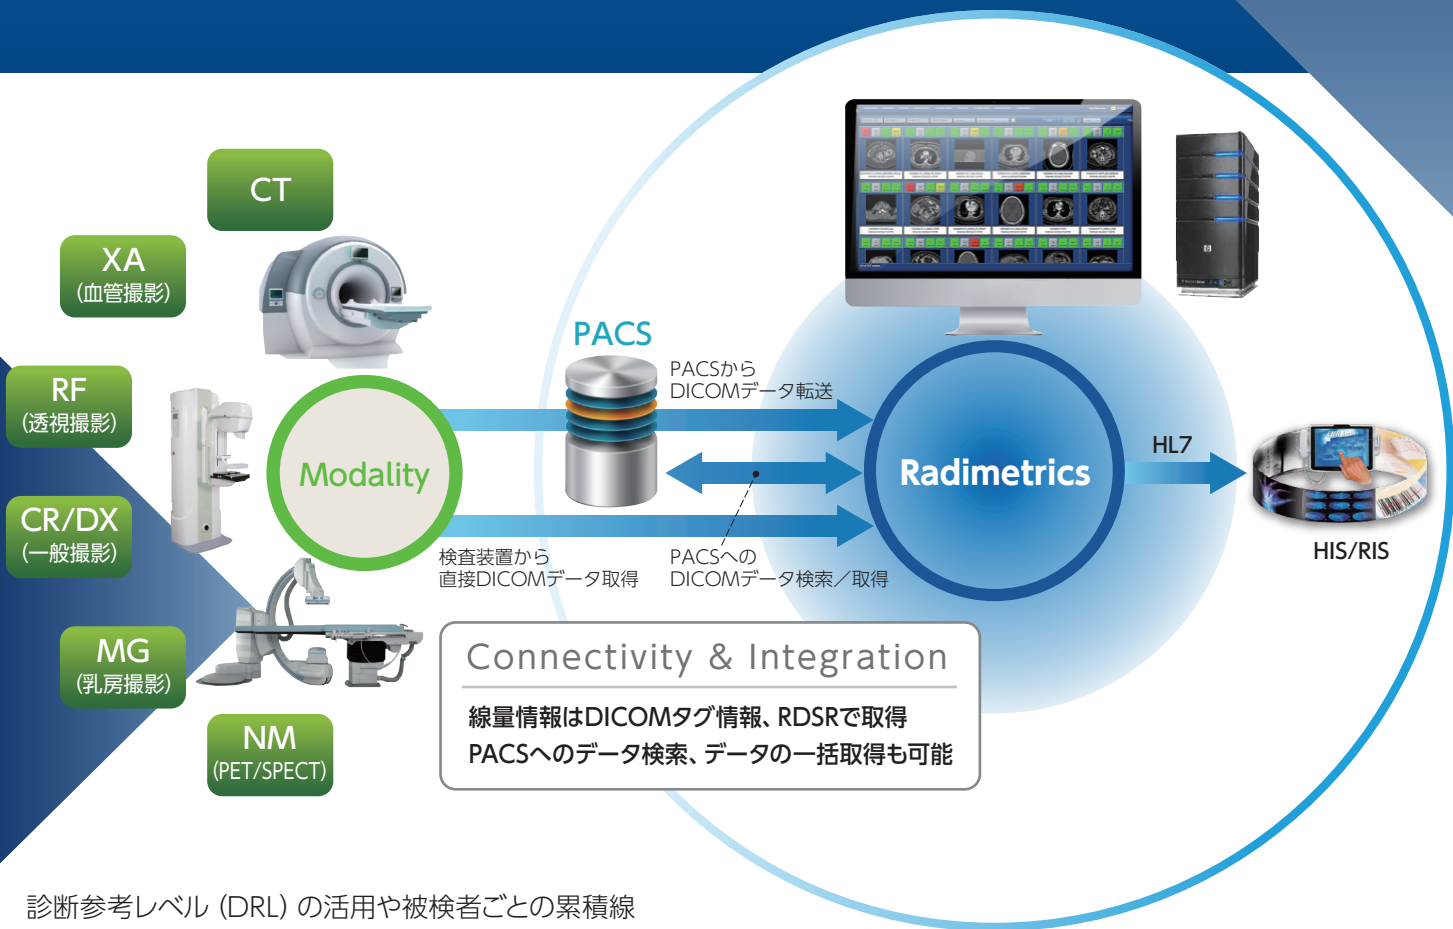 CT
XA
(血管撮影)
RF
(透視撮影)
CR/DX
(一般撮影)
MG
(乳房撮影)
NM
(PET/SPECT)
Modality
PACS
PACSから
DICOMデータ転送
検査装置から
直接DICOMデータ取得
PACSへの
DICOMデータ検索／取得
Radimetrics
HL7
HIS/RIS
Connectivity & Integration
線量情報はDICOMタグ情報、RDSRで取得
PACSへのデータ検索、データの一括取得も可能
診断参考レベル (DRL) の活用や被検者ごとの累積線